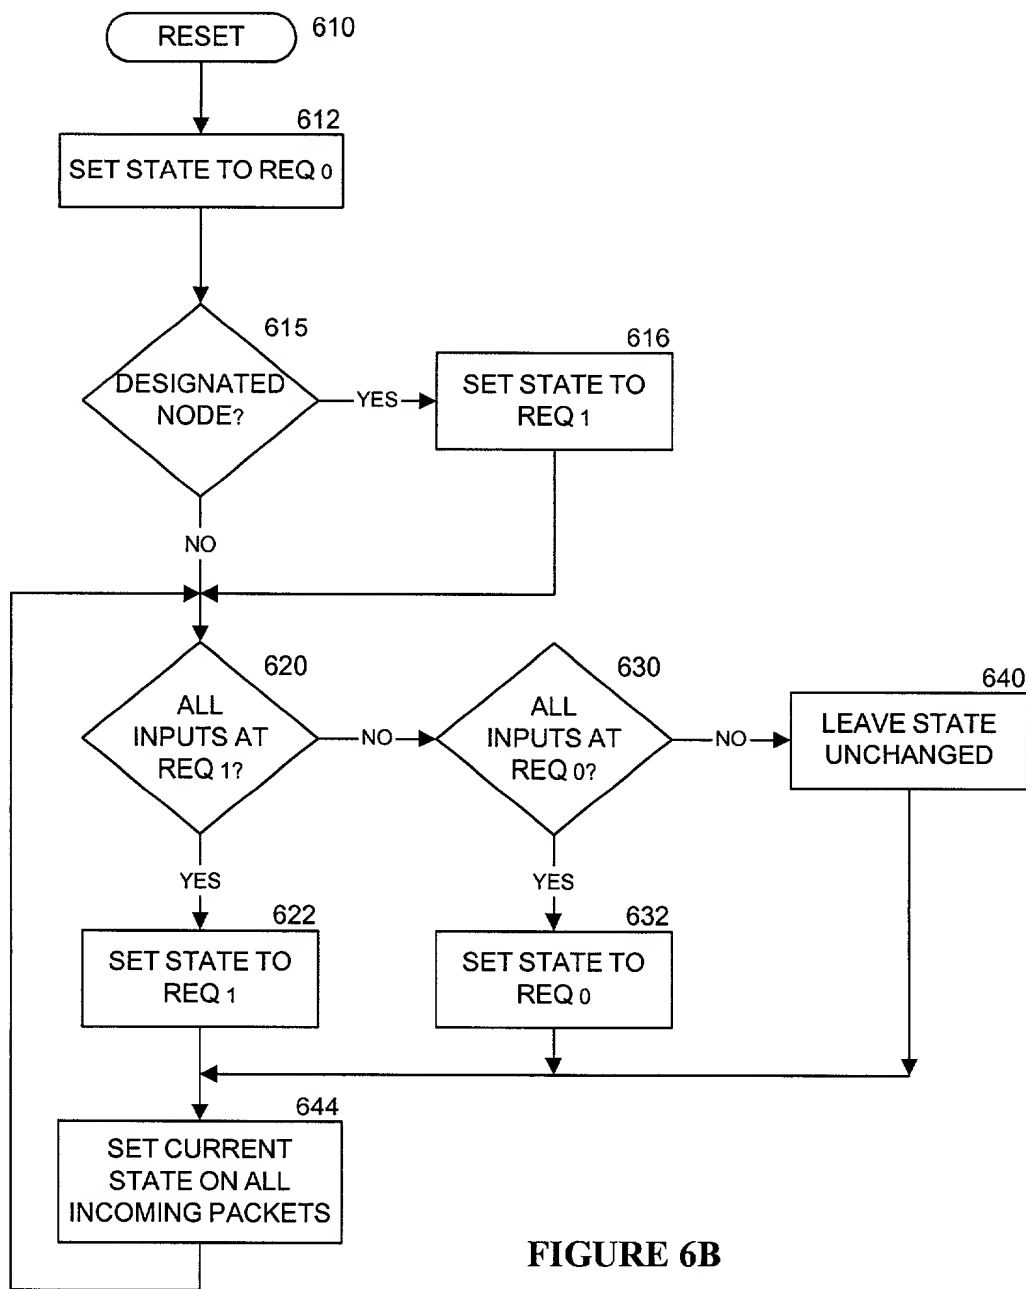 RESET
610
612
SET STATE TO REQ 0
615
DESIGNATED
NODE?
YES
616
SET STATE TO
REQ 1
NO
620
ALL
INPUTS AT
REQ 1?
NO
630
ALL
INPUTS AT
REQ 0?
NO
640
LEAVE STATE
UNCHANGED
YES
622
SET STATE TO
REQ 1
YES
632
SET STATE TO
REQ 0
644
SET CURRENT
STATE ON ALL
INCOMING PACKETS
FIGURE 6B